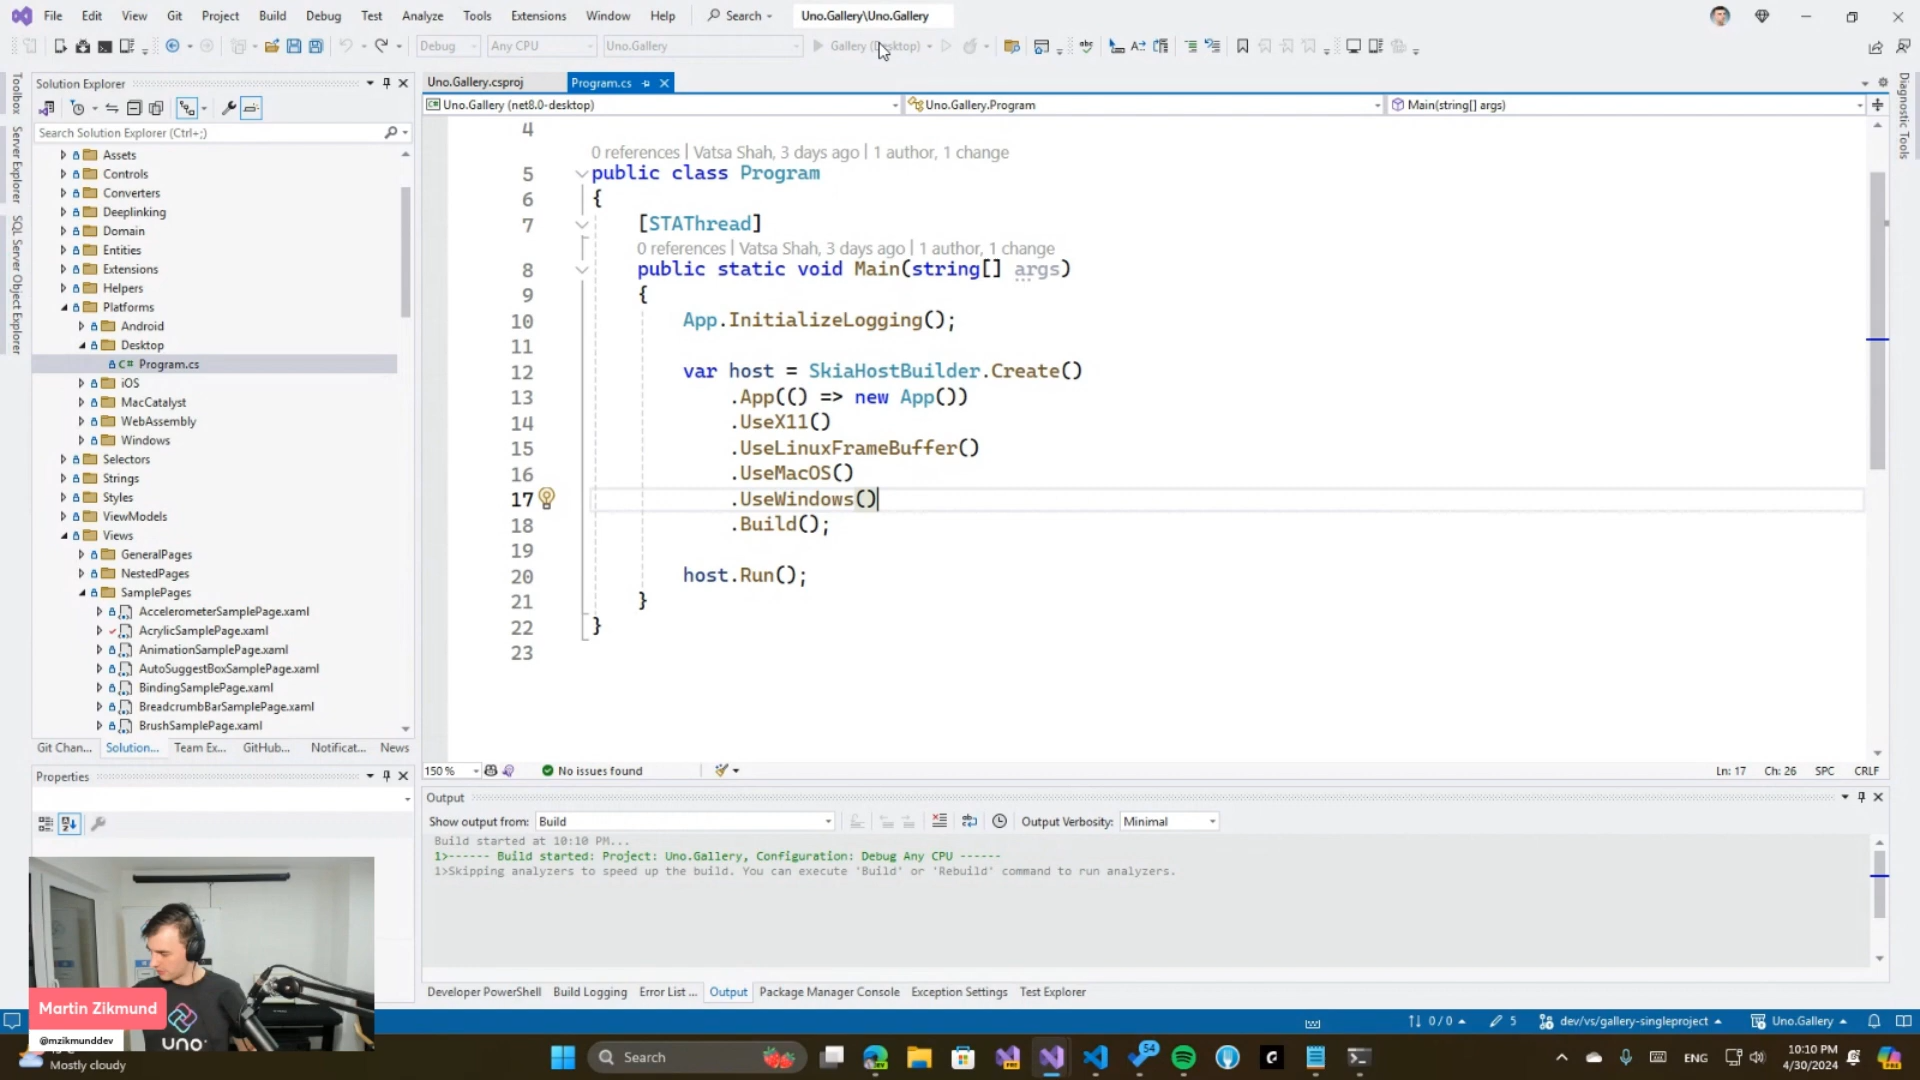 File Edit View Git Project Build Debug Test Analyze Tools Extensions Window Help Search Uno.Gallery\Uno.Gallery
Debug Any CPU Uno.Gallery Gallery (Desktop)
Toolbox
Server Explorer
SQL Server Object Explorer
Solution Explorer
Search Solution Explorer (Ctrl+;)
Assets
Controls
Converters
Deeplinking
Domain
Entities
Extensions
Helpers
Platforms
Android
Desktop
C# Program.cs
iOS
MacCatalyst
WebAssembly
Windows
Selectors
Strings
Styles
ViewModels
Views
GeneralPages
NestedPages
SamplePages
AccelerometerSamplePage.xaml
AcrylicSamplePage.xaml
AnimationSamplePage.xaml
AutoSuggestBoxSamplePage.xaml
BindingSamplePage.xaml
BreadcrumbBarSamplePage.xaml
BrushSamplePage.xaml
Git Chan... Solution... Team Ex... GitHub... Notificat... News
Properties
Uno.Gallery.csproj Program.cs
Uno.Gallery (net8.0-desktop) Uno.Gallery.Program Main(string[] args)
4
0 references | Vatsa Shah, 3 days ago | 1 author, 1 change
5 public class Program
6 {
7 [STAThread]
0 references | Vatsa Shah, 3 days ago | 1 author, 1 change
8 public static void Main(string[] args)
9 {
10 App.InitializeLogging();
11
12 var host = SkiaHostBuilder.Create()
13 .App(() => new App())
14 .UseX11()
15 .UseLinuxFrameBuffer()
16 .UseMacOS()
17 .UseWindows()
18 .Build();
19
20 host.Run();
21 }
22 }
23
150 % No issues found Ln: 17 Ch: 26 SPC CRLF
Output
Show output from: Build Output Verbosity: Minimal
Build started at 10:10 PM...
1>------ Build started: Project: Uno.Gallery, Configuration: Debug Any CPU ------
1>Skipping analyzers to speed up the build. You can execute 'Build' or 'Rebuild' command to run analyzers.
Developer PowerShell Build Logging Error List ... Output Package Manager Console Exception Settings Test Explorer
Diagnostic Tools
Martin Zikmund
@mzikmunddev
uno
0 / 0 5 dev/vs/gallery-singleproject Uno.Gallery
Mostly cloudy
Search
54
ENG
10:10 PM
4/30/2024